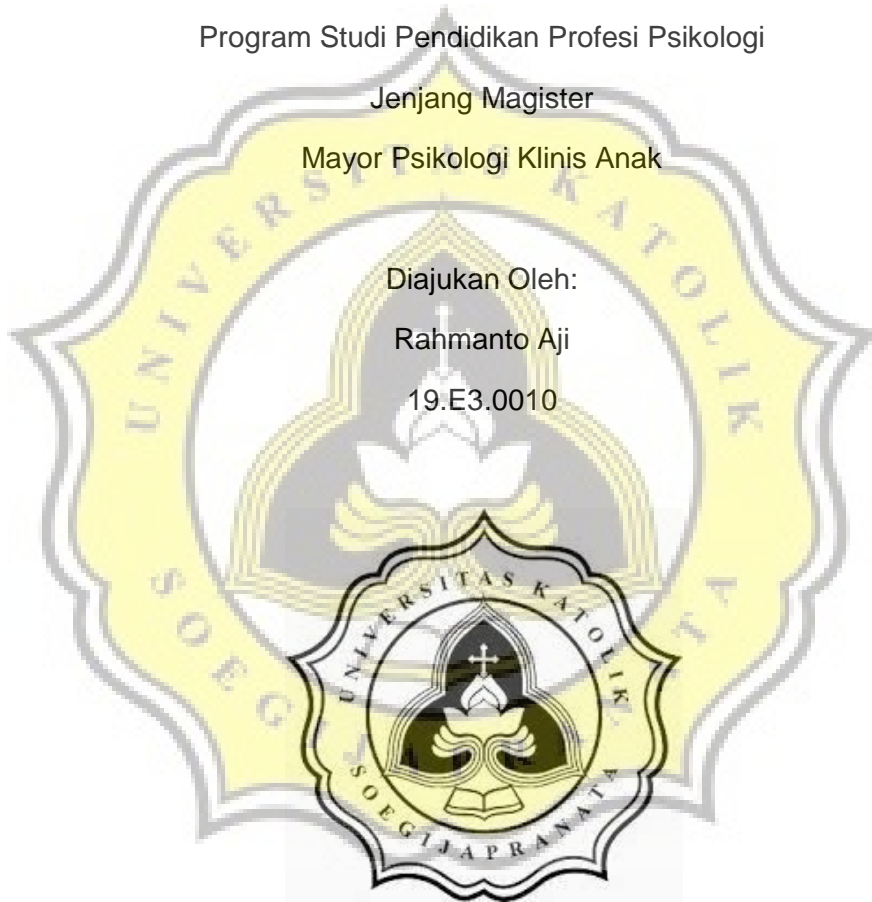 Program Studi Pendidikan Profesi Psikologi
Jenjang Magister
Mayor Psikologi Klinis Anak
Diajukan Oleh:
Rahmanto Aji
19.E3.0010
UNIVERSITAS KATOLIK
SOEGIJAPRANATA